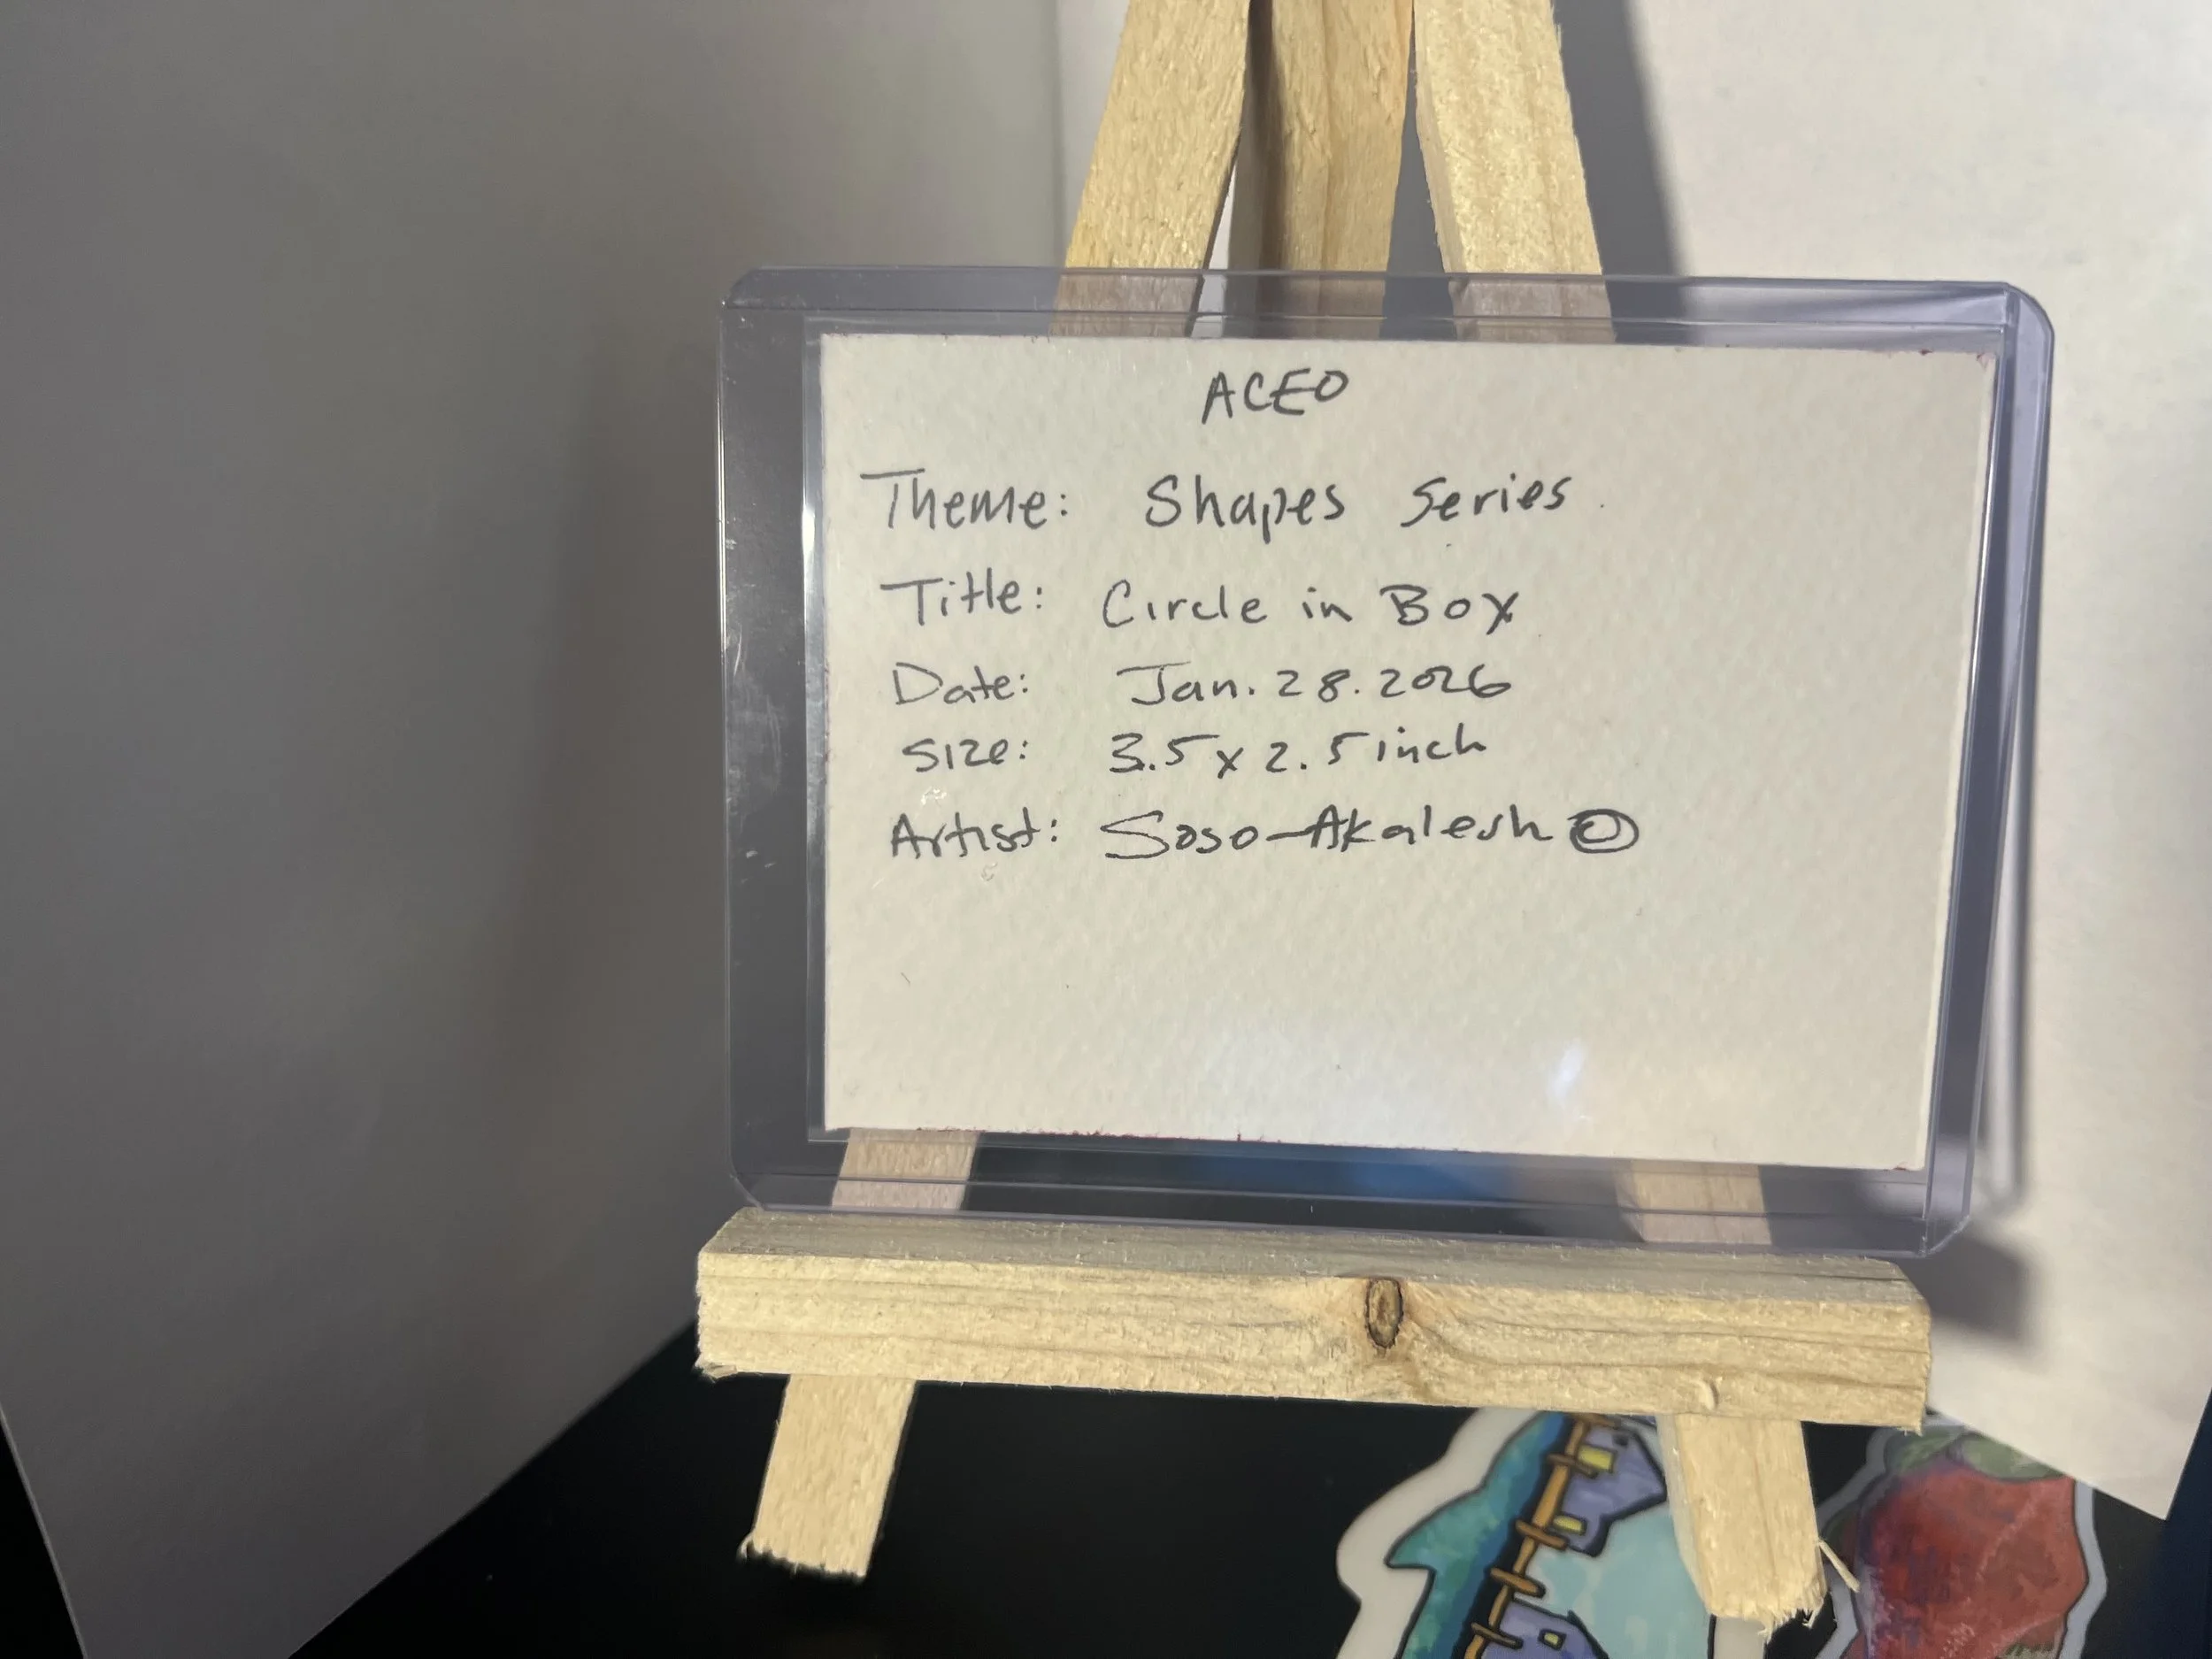 ACEO
Theme: Shapes Series
Title: Circle in Box
Date: Jan. 28. 2026
Size: 3.5 x 2.5 inch
Artist: Soso-Akalesh